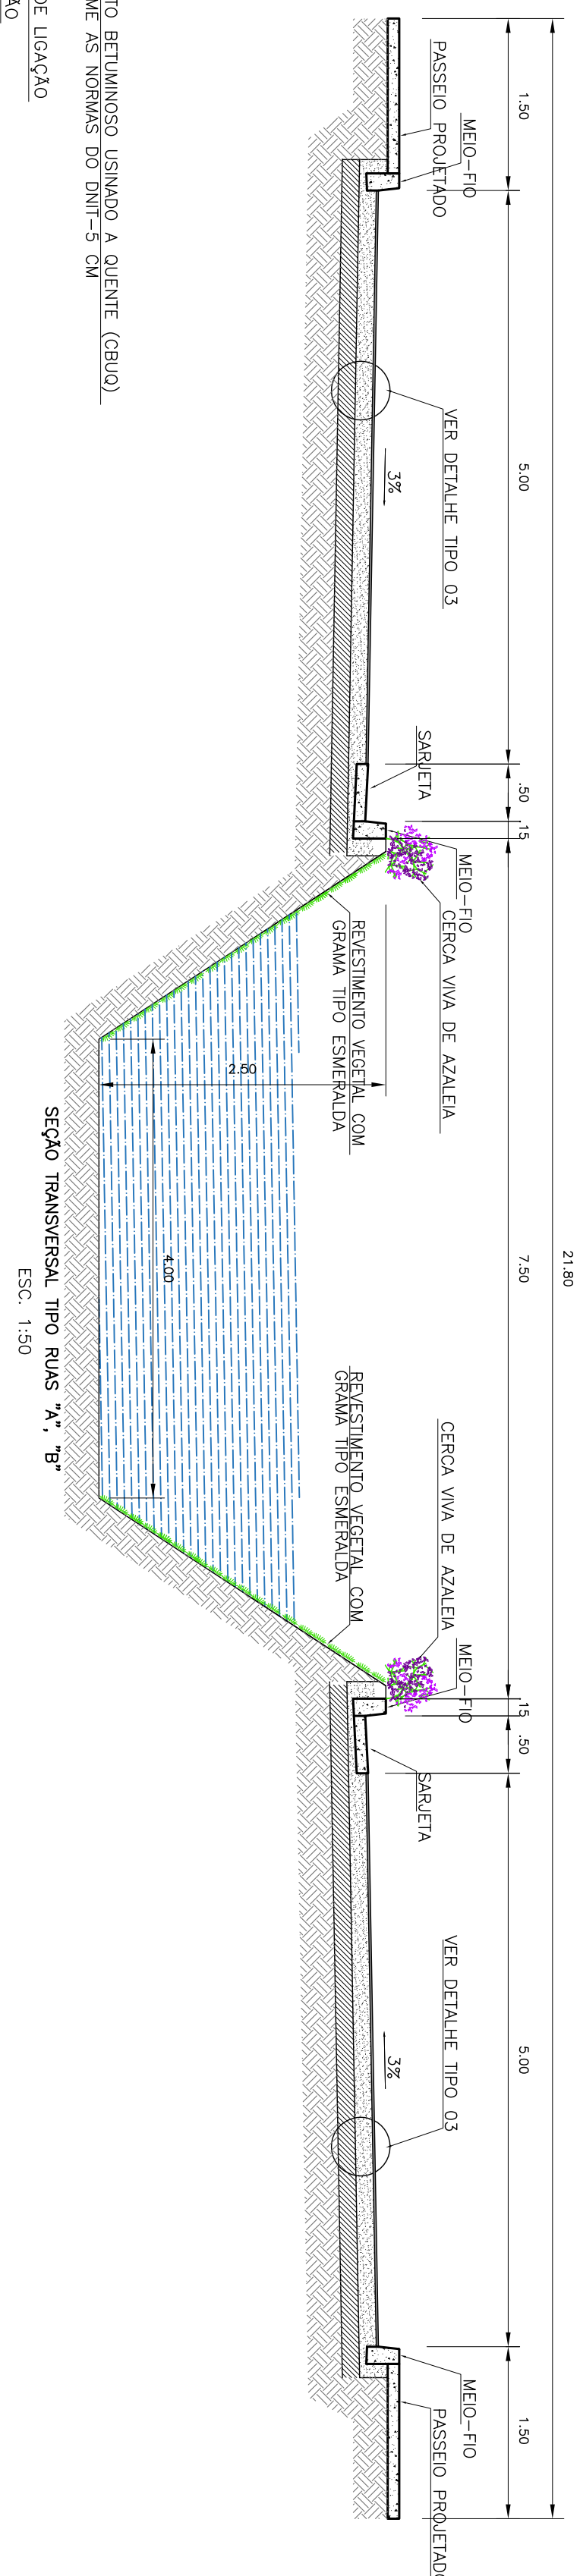 21.80
1.50
5.00
.50
15
7.50
15
.50
5.00
1.50
MEIO-FIO
PASSEIO PROJETADO
VER DETALHE TIPO 03
3%
SARJETA
MEIO-FIO
CERCA VIVA DE AZALEIA
REVESTIMENTO VEGETAL COM
GRAMA TIPO ESMERALDA
2.50
4.00
CERCA VIVA DE AZALEIA
REVESTIMENTO VEGETAL COM
GRAMA TIPO ESMERALDA
MEIO-FIO
SARJETA
VER DETALHE TIPO 03
3%
MEIO-FIO
PASSEIO PROJETADO
TO BETUMINOSO USINADO A QUENTE (CBUQ)
ME AS NORMAS DO DNIT-5 CM
DE LIGAÇÃO
ÃO
SEÇÃO TRANSVERSAL TIPO RUAS "A", "B"
ESC. 1:50